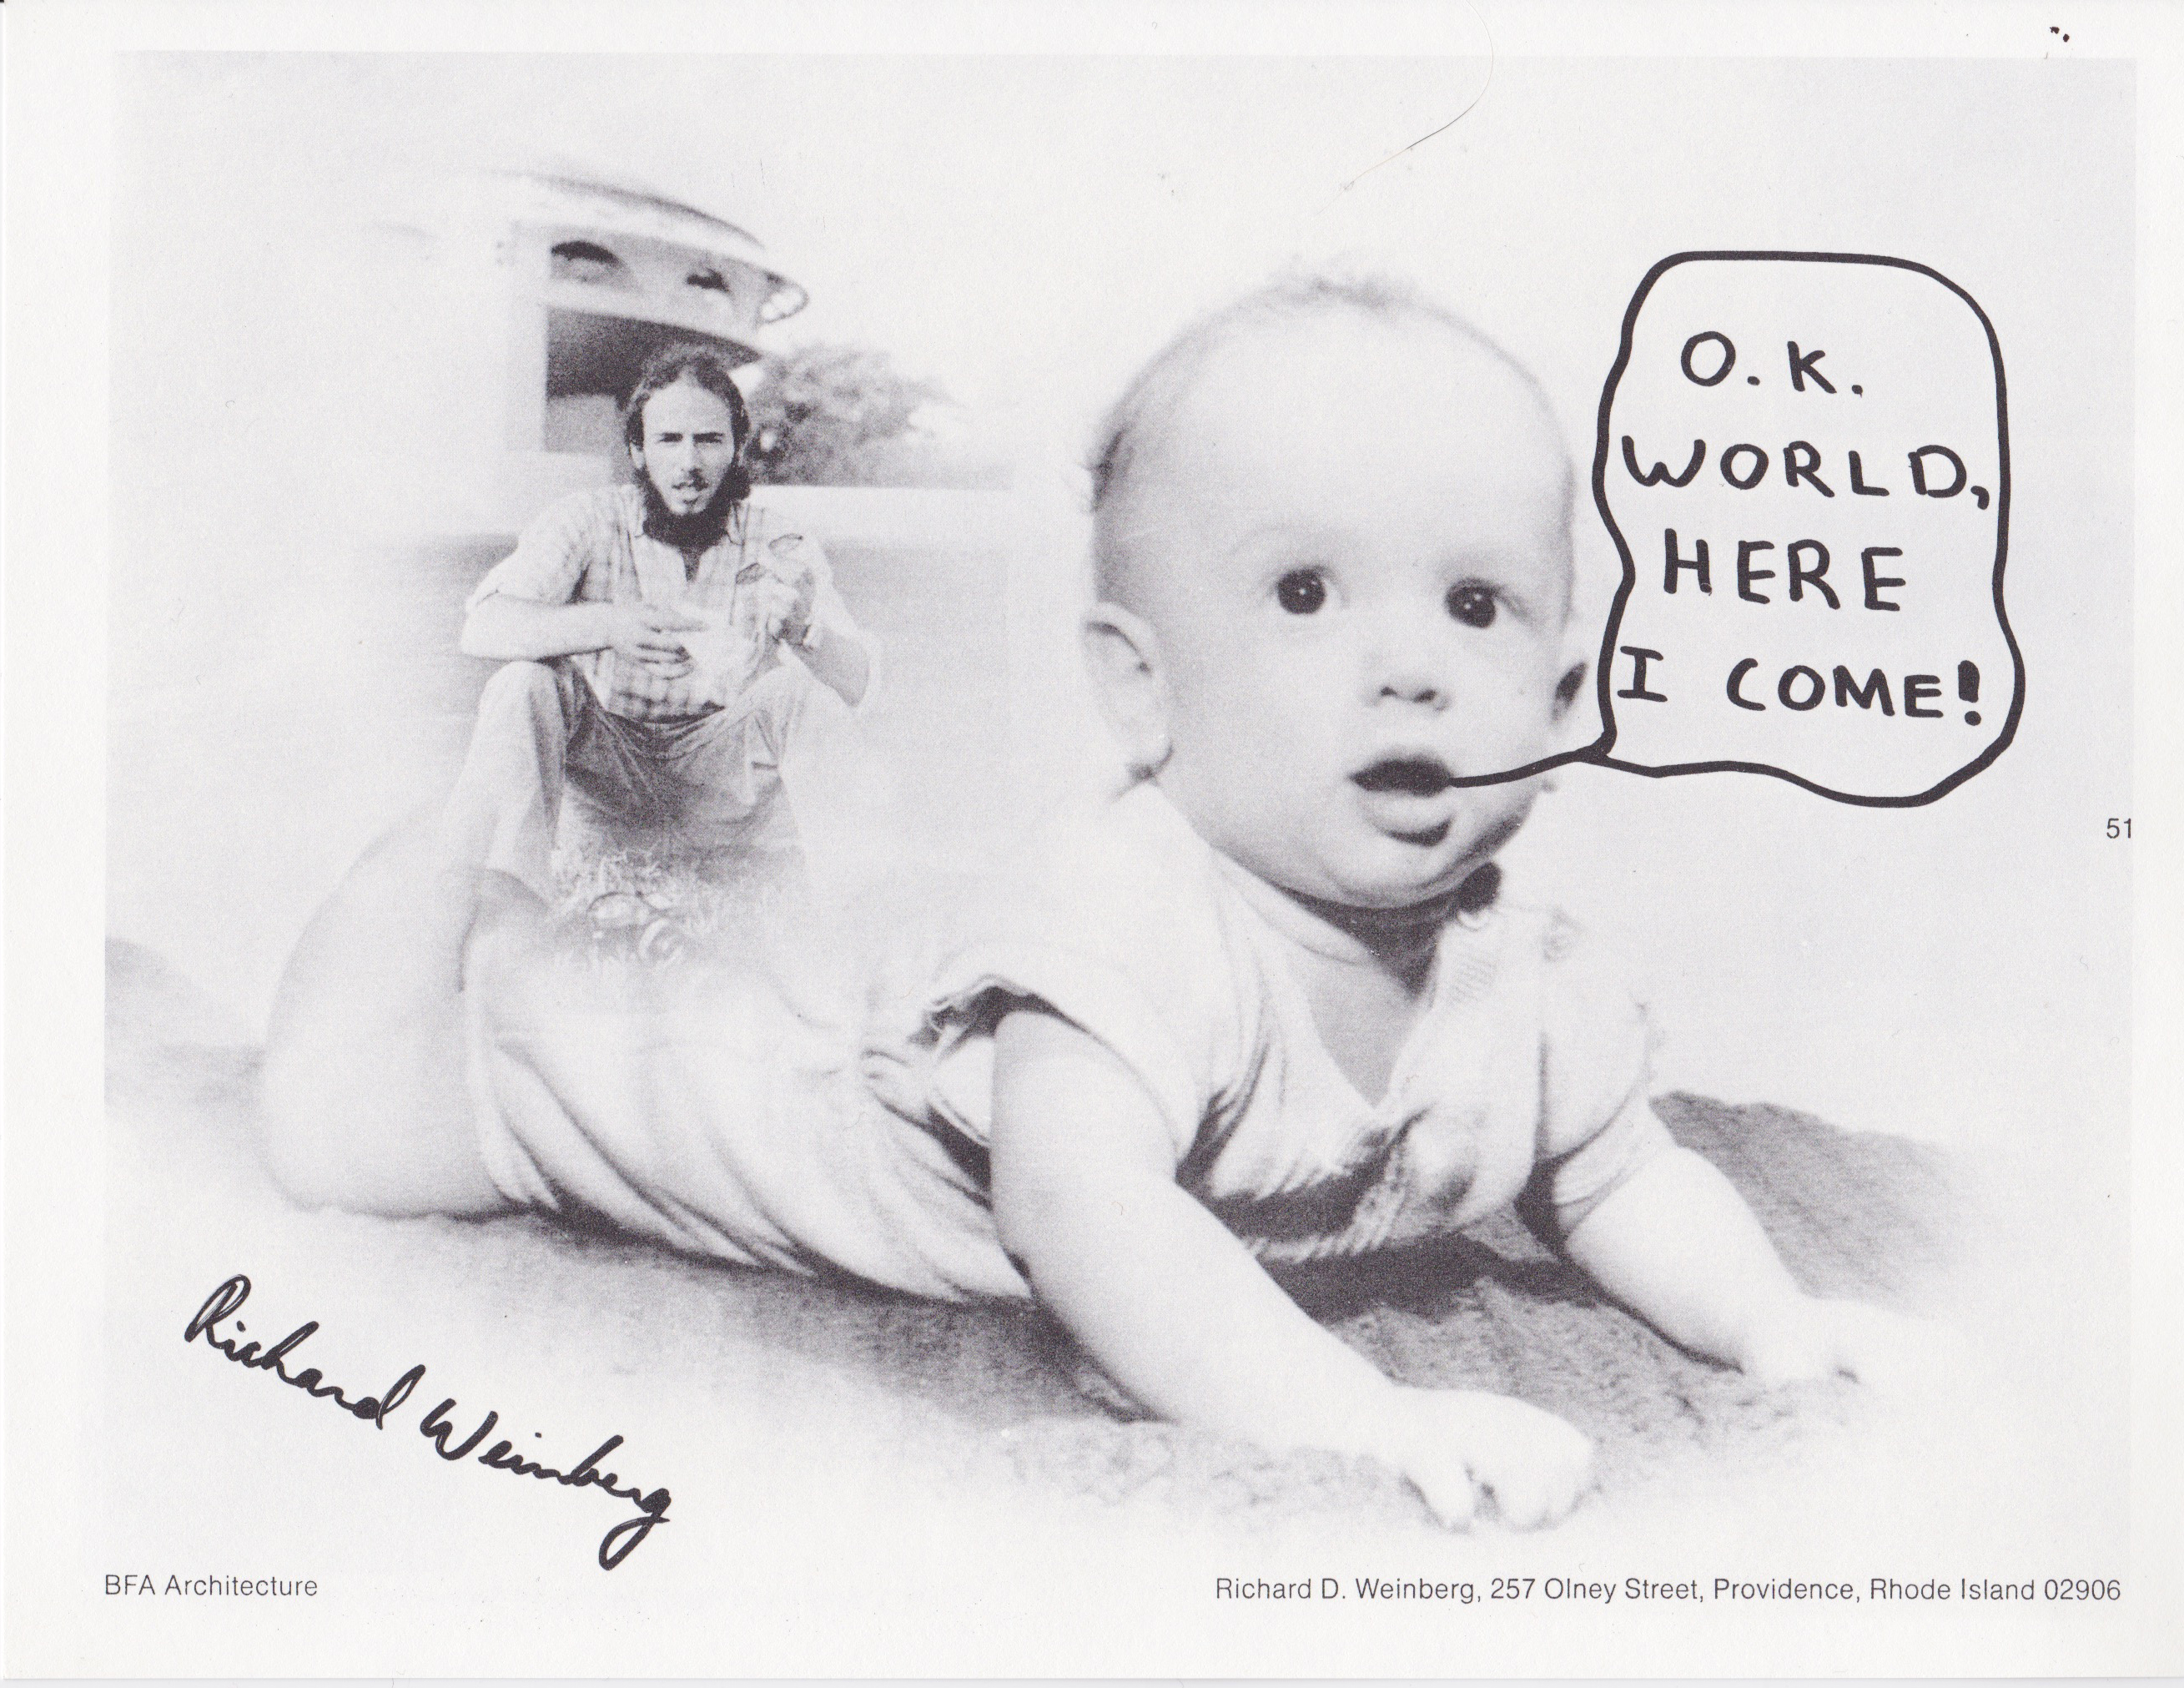 O.K.
WORLD,
HERE
I COME!
51
Richard Weinberg
BFA Architecture
Richard D. Weinberg, 257 Olney Street, Providence, Rhode Island 02906